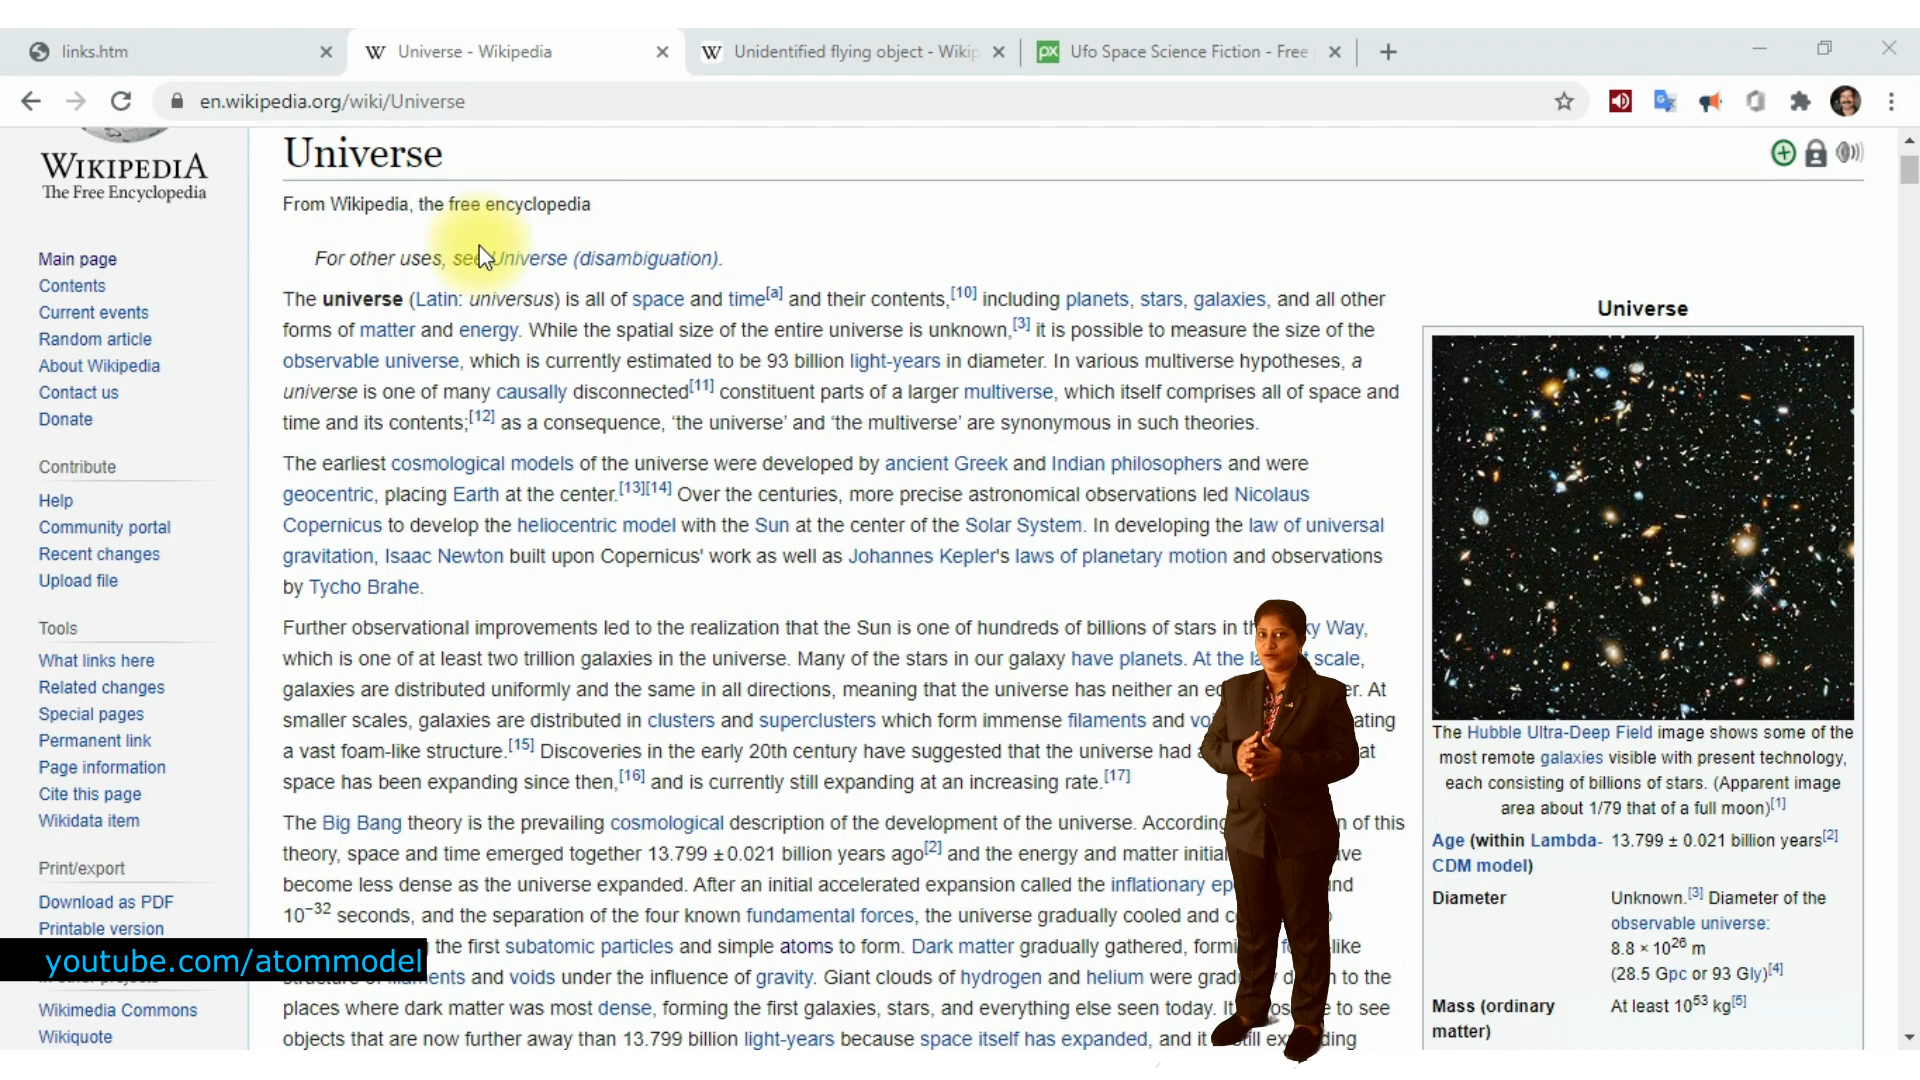 links.htm
Universe - Wikipedia
Unidentified flying object - Wikip
Ufo Space Science Fiction - Free
en.wikipedia.org/wiki/Universe
WIKIPEDIA
The Free Encyclopedia
Main page
Contents
Current events
Random article
About Wikipedia
Contact us
Donate
Contribute
Help
Community portal
Recent changes
Upload file
Tools
What links here
Related changes
Special pages
Permanent link
Page information
Cite this page
Wikidata item
Print/export
Download as PDF
Printable version
youtube.com/atommodel
Wikimedia Commons
Wikiquote
Universe
From Wikipedia, the free encyclopedia
For other uses, see Universe (disambiguation).
The universe (Latin: universus) is all of space and time[a] and their contents,[10] including planets, stars, galaxies, and all other
forms of matter and energy. While the spatial size of the entire universe is unknown,[3] it is possible to measure the size of the
observable universe, which is currently estimated to be 93 billion light-years in diameter. In various multiverse hypotheses, a
universe is one of many causally disconnected[11] constituent parts of a larger multiverse, which itself comprises all of space and
time and its contents;[12] as a consequence, ‘the universe’ and ‘the multiverse’ are synonymous in such theories.
The earliest cosmological models of the universe were developed by ancient Greek and Indian philosophers and were
geocentric, placing Earth at the center.[13][14] Over the centuries, more precise astronomical observations led Nicolaus
Copernicus to develop the heliocentric model with the Sun at the center of the Solar System. In developing the law of universal
gravitation, Isaac Newton built upon Copernicus' work as well as Johannes Kepler's laws of planetary motion and observations
by Tycho Brahe.
Further observational improvements led to the realization that the Sun is one of hundreds of billions of stars in Way,
which is one of at least two trillion galaxies in the universe. Many of the stars in our galaxy have planets. At the scale,
galaxies are distributed uniformly and the same in all directions, meaning that the universe has neither an At
smaller scales, galaxies are distributed in clusters and superclusters which form immense filaments and
a vast foam-like structure.[15] Discoveries in the early 20th century have suggested that the universe had at
space has been expanding since then,[16] and is currently still expanding at an increasing rate.[17]
The Big Bang theory is the prevailing cosmological description of the development of the universe. of this
theory, space and time emerged together 13.799 ±0.021 billion years ago[2] and the energy and matter
become less dense as the universe expanded. After an initial accelerated expansion called the inflationary
10−32 seconds, and the separation of the four known fundamental forces, the universe gradually cooled and
the first subatomic particles and simple atoms to form. Dark matter gradually gathered, like
and voids under the influence of gravity. Giant clouds of hydrogen and helium were to the
places where dark matter was most dense, forming the first galaxies, stars, and everything else seen today. to see
objects that are now further away than 13.799 billion light-years because space itself has expanded, and it
Universe
The Hubble Ultra-Deep Field image shows some of the
most remote galaxies visible with present technology,
each consisting of billions of stars. (Apparent image
area about 1/79 that of a full moon)[1]
Age (within Lambda-CDM model) 13.799 ± 0.021 billion years[2]
Diameter Unknown.[3] Diameter of the
observable universe:
8.8 × 1026 m
(28.5 Gpc or 93 Gly)[4]
Mass (ordinary matter) At least 1053 kg[5]